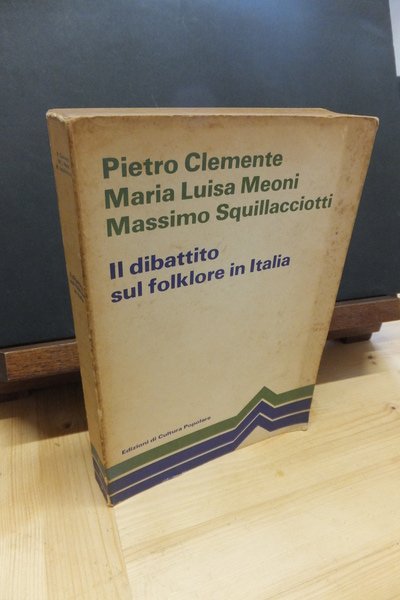 Pietro Clemente
Maria Luisa Meoni
Massimo Squillacciotti
Il dibattito
sul folklore in Italia
Edizioni di Cultura Popolare